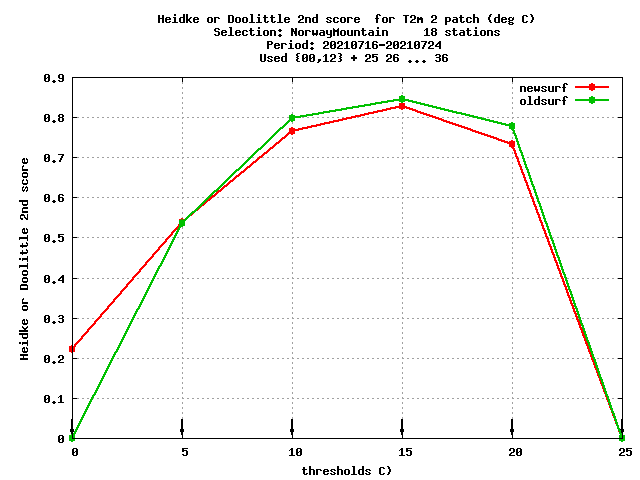 Heidke or Doolittle 2nd score  for T2m 2 patch (deg C)
Selection: NorwayMountain     18 stations
Period: 20210716-20210724
Used {00,12} + 25 26 ... 36
newsurf
oldsurf
Heidke or Doolittle 2nd score
0.9
0.8
0.7
0.6
0.5
0.4
0.3
0.2
0.1
0
0 5 10 15 20 25
thresholds C)